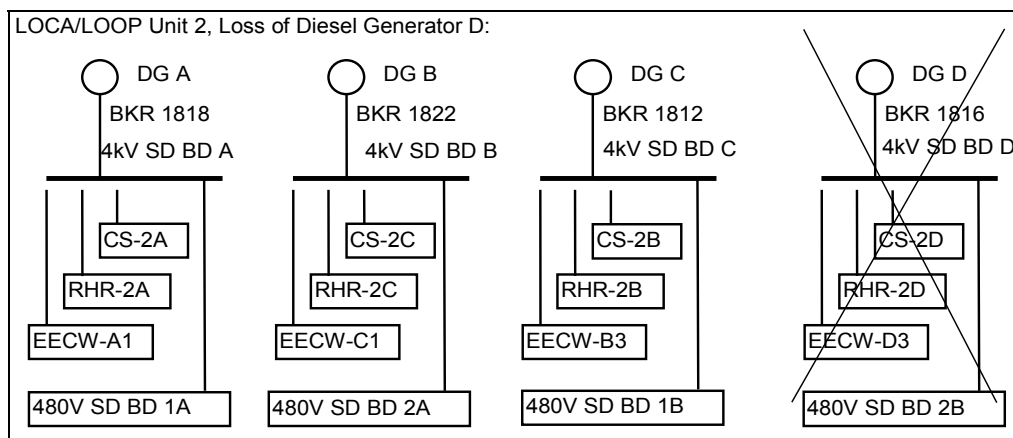 LOCA/LOOP Unit 2, Loss of Diesel Generator D:
DG A
DG B
DG C
DG D
BKR 1818
BKR 1822
BKR 1812
BKR 1816
4kV SD BD A
4kV SD BD B
4kV SD BD C
4kV SD BD D
CS-2A
CS-2C
CS-2B
CS-2D
RHR-2A
RHR-2C
RHR-2B
RHR-2D
EECW-A1
EECW-C1
EECW-B3
EECW-D3
480V SD BD 1A
480V SD BD 2A
480V SD BD 1B
480V SD BD 2B